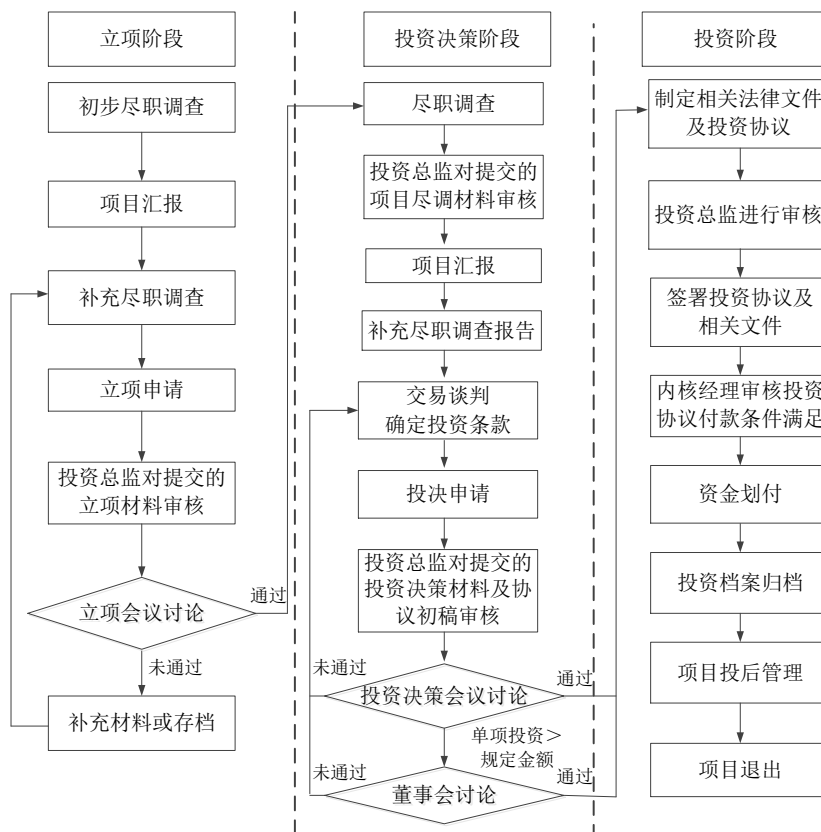 立项阶段
初步尽职调查
项目汇报
补充尽职调查
立项申请
投资总监对提交的
立项材料审核
立项会议讨论
通过
未通过
补充材料或存档
投资决策阶段
尽职调查
投资总监对提交的
项目尽调材料审核
项目汇报
补充尽职调查报告
交易谈判
确定投资条款
投决申请
投资总监对提交的
投资决策材料及协
议初稿审核
未通过
投资决策会议讨论
通过
单项投资＞
规定金额
未通过
董事会讨论
通过
投资阶段
制定相关法律文件
及投资协议
投资总监进行审核
签署投资协议及
相关文件
内核经理审核投资
协议付款条件满足
资金划付
投资档案归档
项目投后管理
项目退出